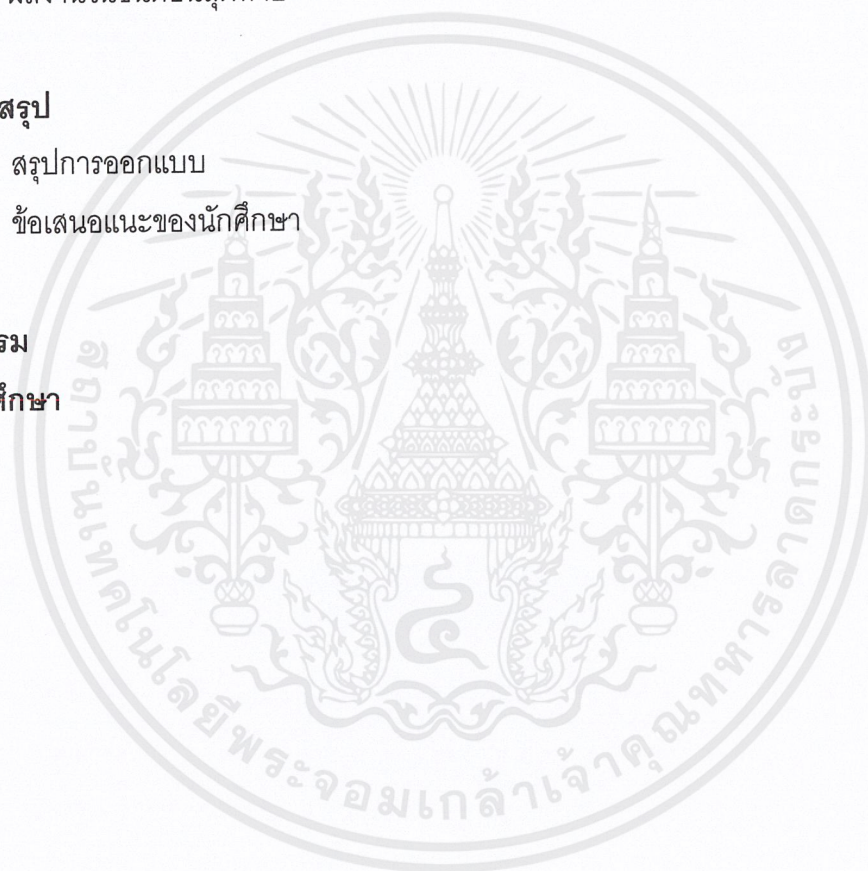 สรุป
สรุปการออกแบบ
ข้อเสนอแนะของนักศึกษา
รม
ศึกษา
สถาบันเทคโนโลยีพระจอมเกล้าเจ้าคุณทหารลาดกระบัง
๔